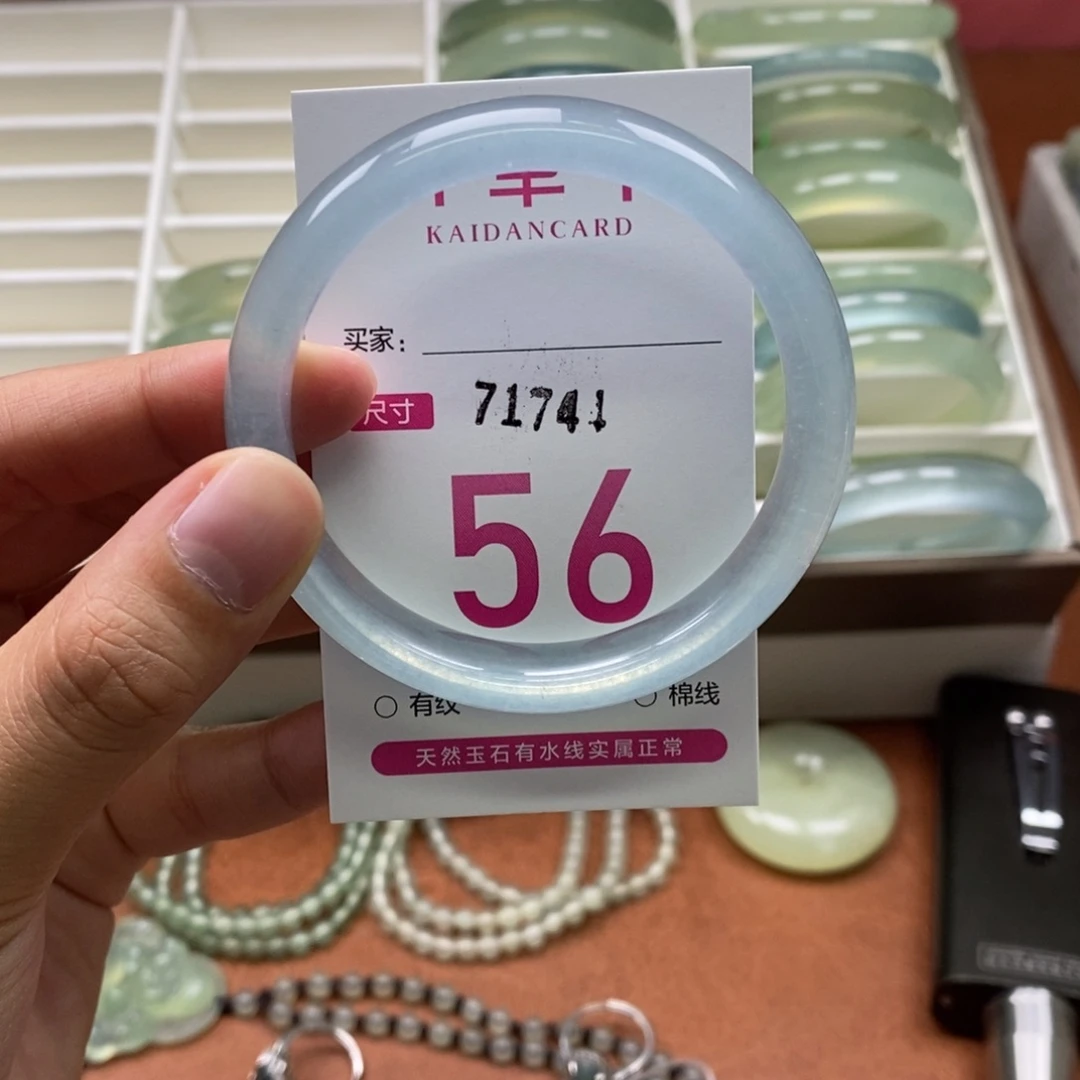 KAIDANCARD
买家：
尺寸 71741
56
○ 有纹 ○ 棉线
天然玉石有水线实属正常